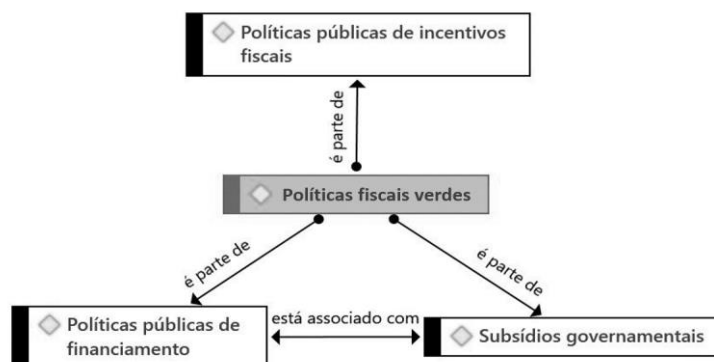 Políticas públicas de incentivos
fiscais
é parte de
Políticas fiscais verdes
é parte de
é parte de
Políticas públicas de
financiamento
está associado com
Subsídios governamentais